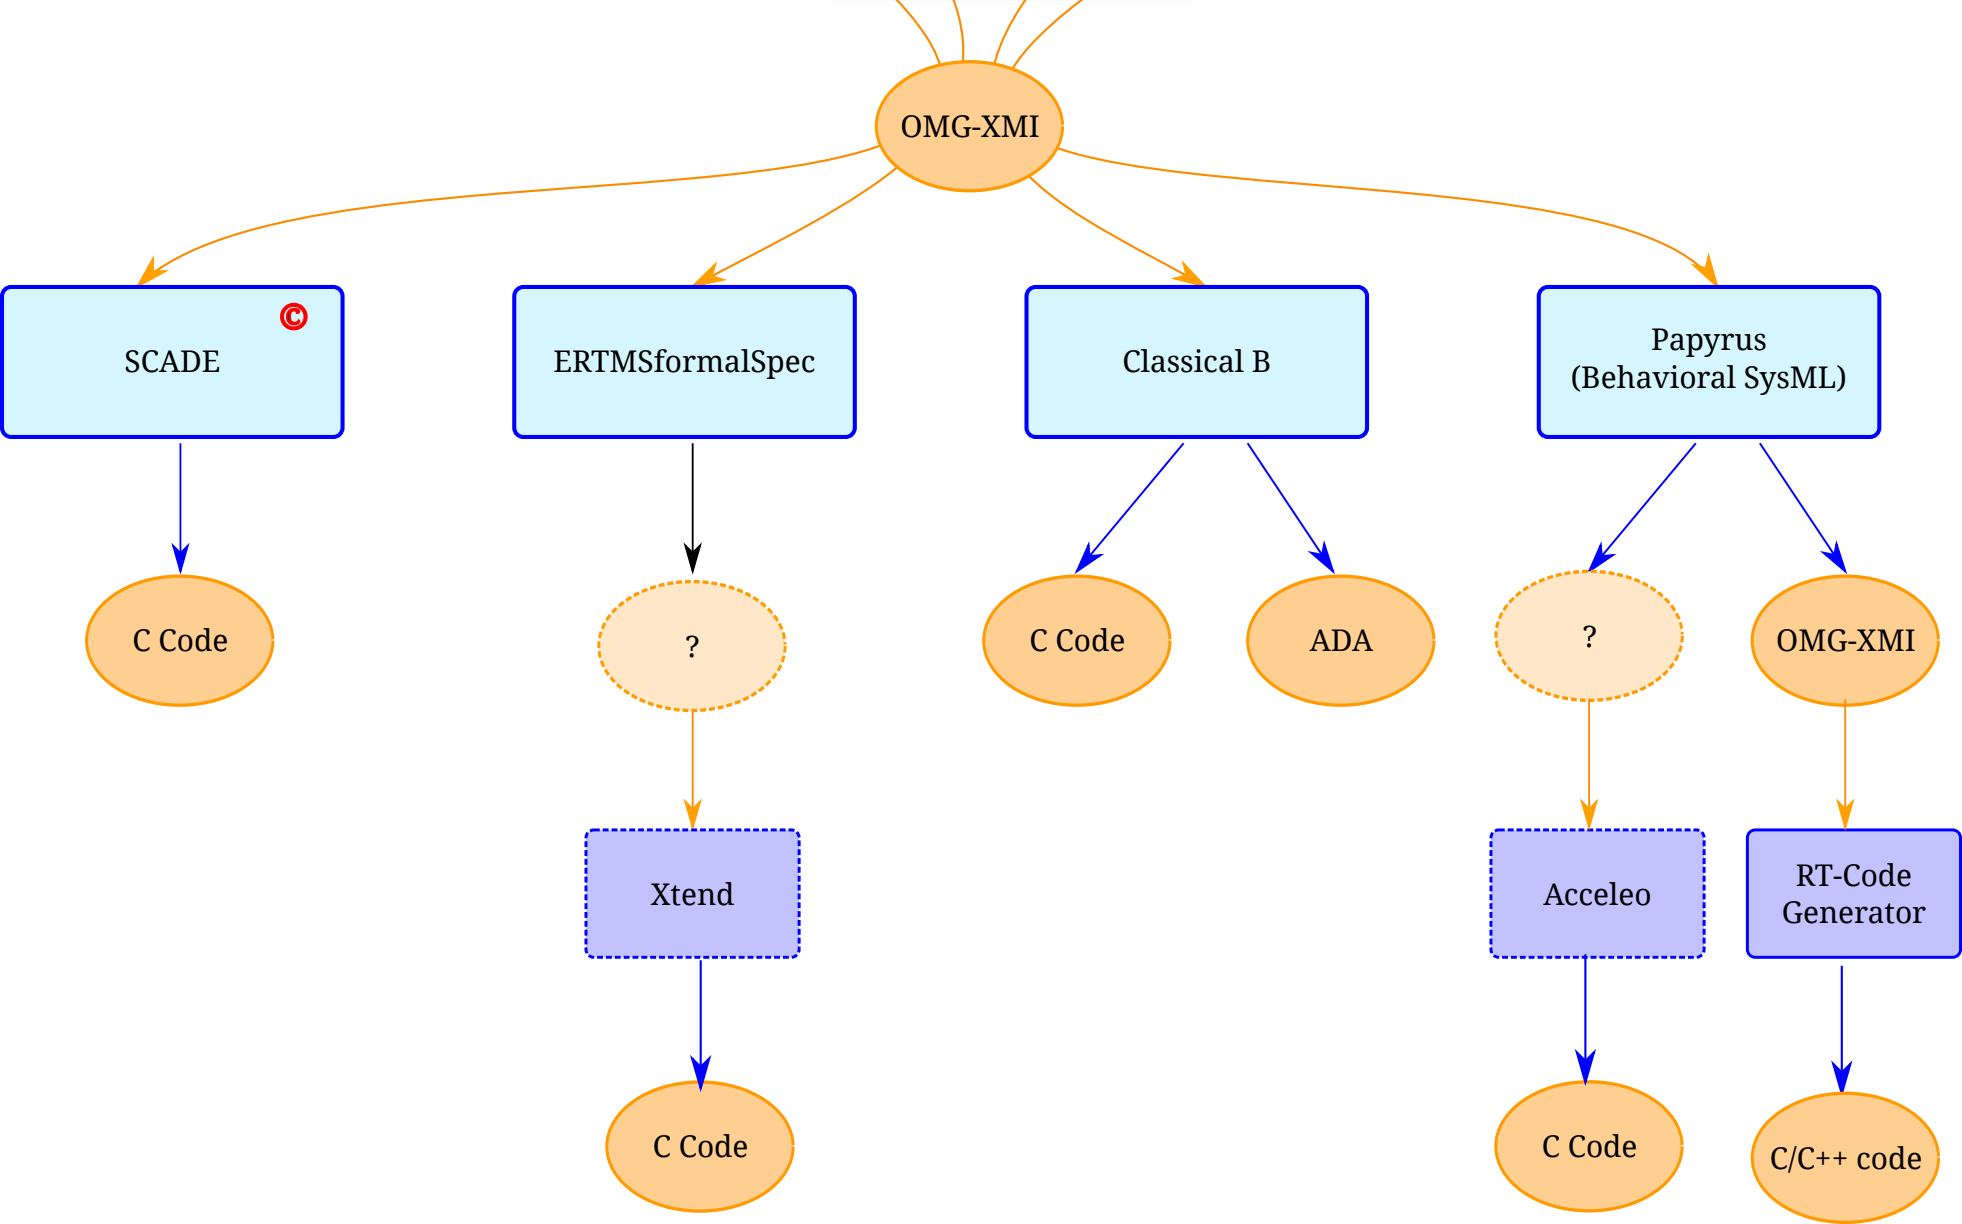 OMG-XMI
©
SCADE
ERTMSformalSpec
Classical B
Papyrus
(Behavioral SysML)
C Code
?
C Code
ADA
?
OMG-XMI
Xtend
Acceleo
RT-Code
Generator
C Code
C Code
C/C++ code